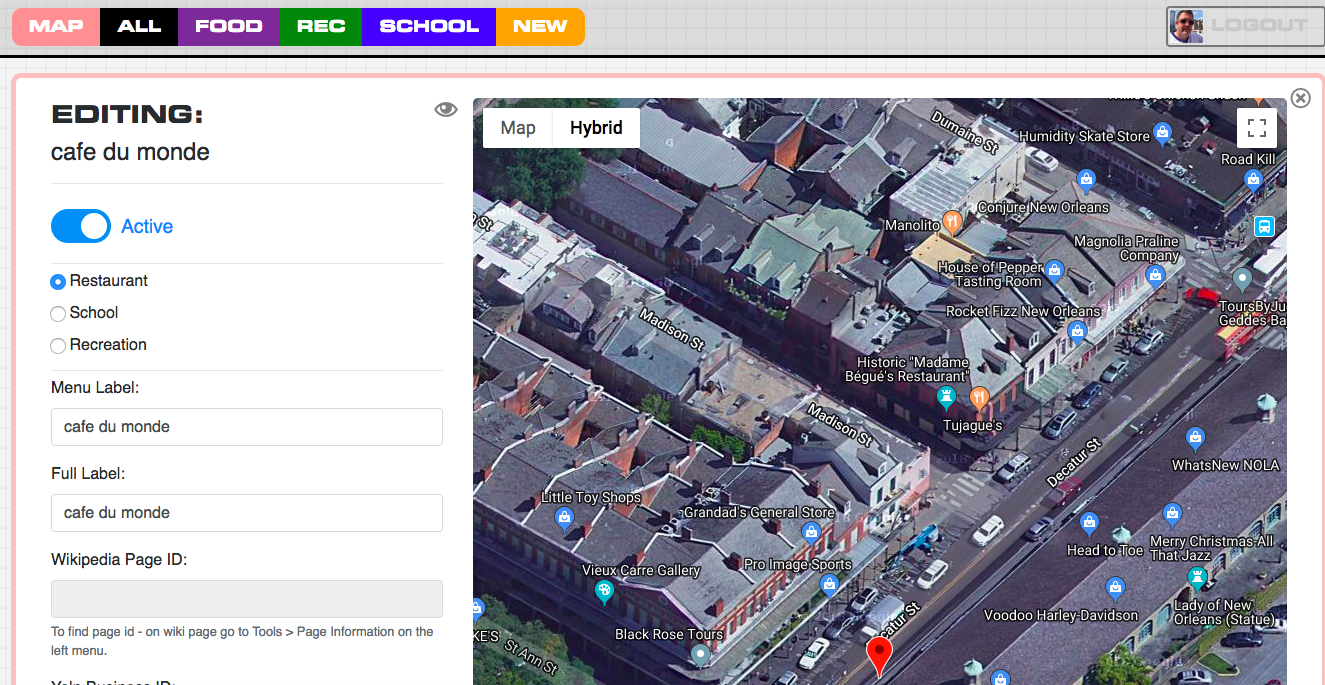 MAP ALL FOOD REC SCHOOL NEW LOGOUT
EDITING:
cafe du monde
Active
Restaurant
School
Recreation
Menu Label:
cafe du monde
Full Label:
cafe du monde
Wikipedia Page ID:
To find page id - on wiki page go to Tools > Page Information on the
left menu.
Map Hybrid
Dumaine St
Humidity Skate Store
Road Kill
Conjure New Orleans
Manolito
Magnolia Praline
Company
House of Pepper
Tasting Room
ToursByJu
Geddes Ba
Rocket Fizz New Orleans
Madison St
Historic "Madame
Bégué's Restaurant"
Tujague's
Madison St
Decatur St
WhatsNew NOLA
Little Toy Shops
Grandad's General Store
Head to Toe
Merry Christmas-All
That Jazz
Vieux Carre Gallery
Pro Image Sports
Voodoo Harley-Davidson
Lady of New
Orleans (Statue)
KE'S
Black Rose Tours
St Ann St
catur St